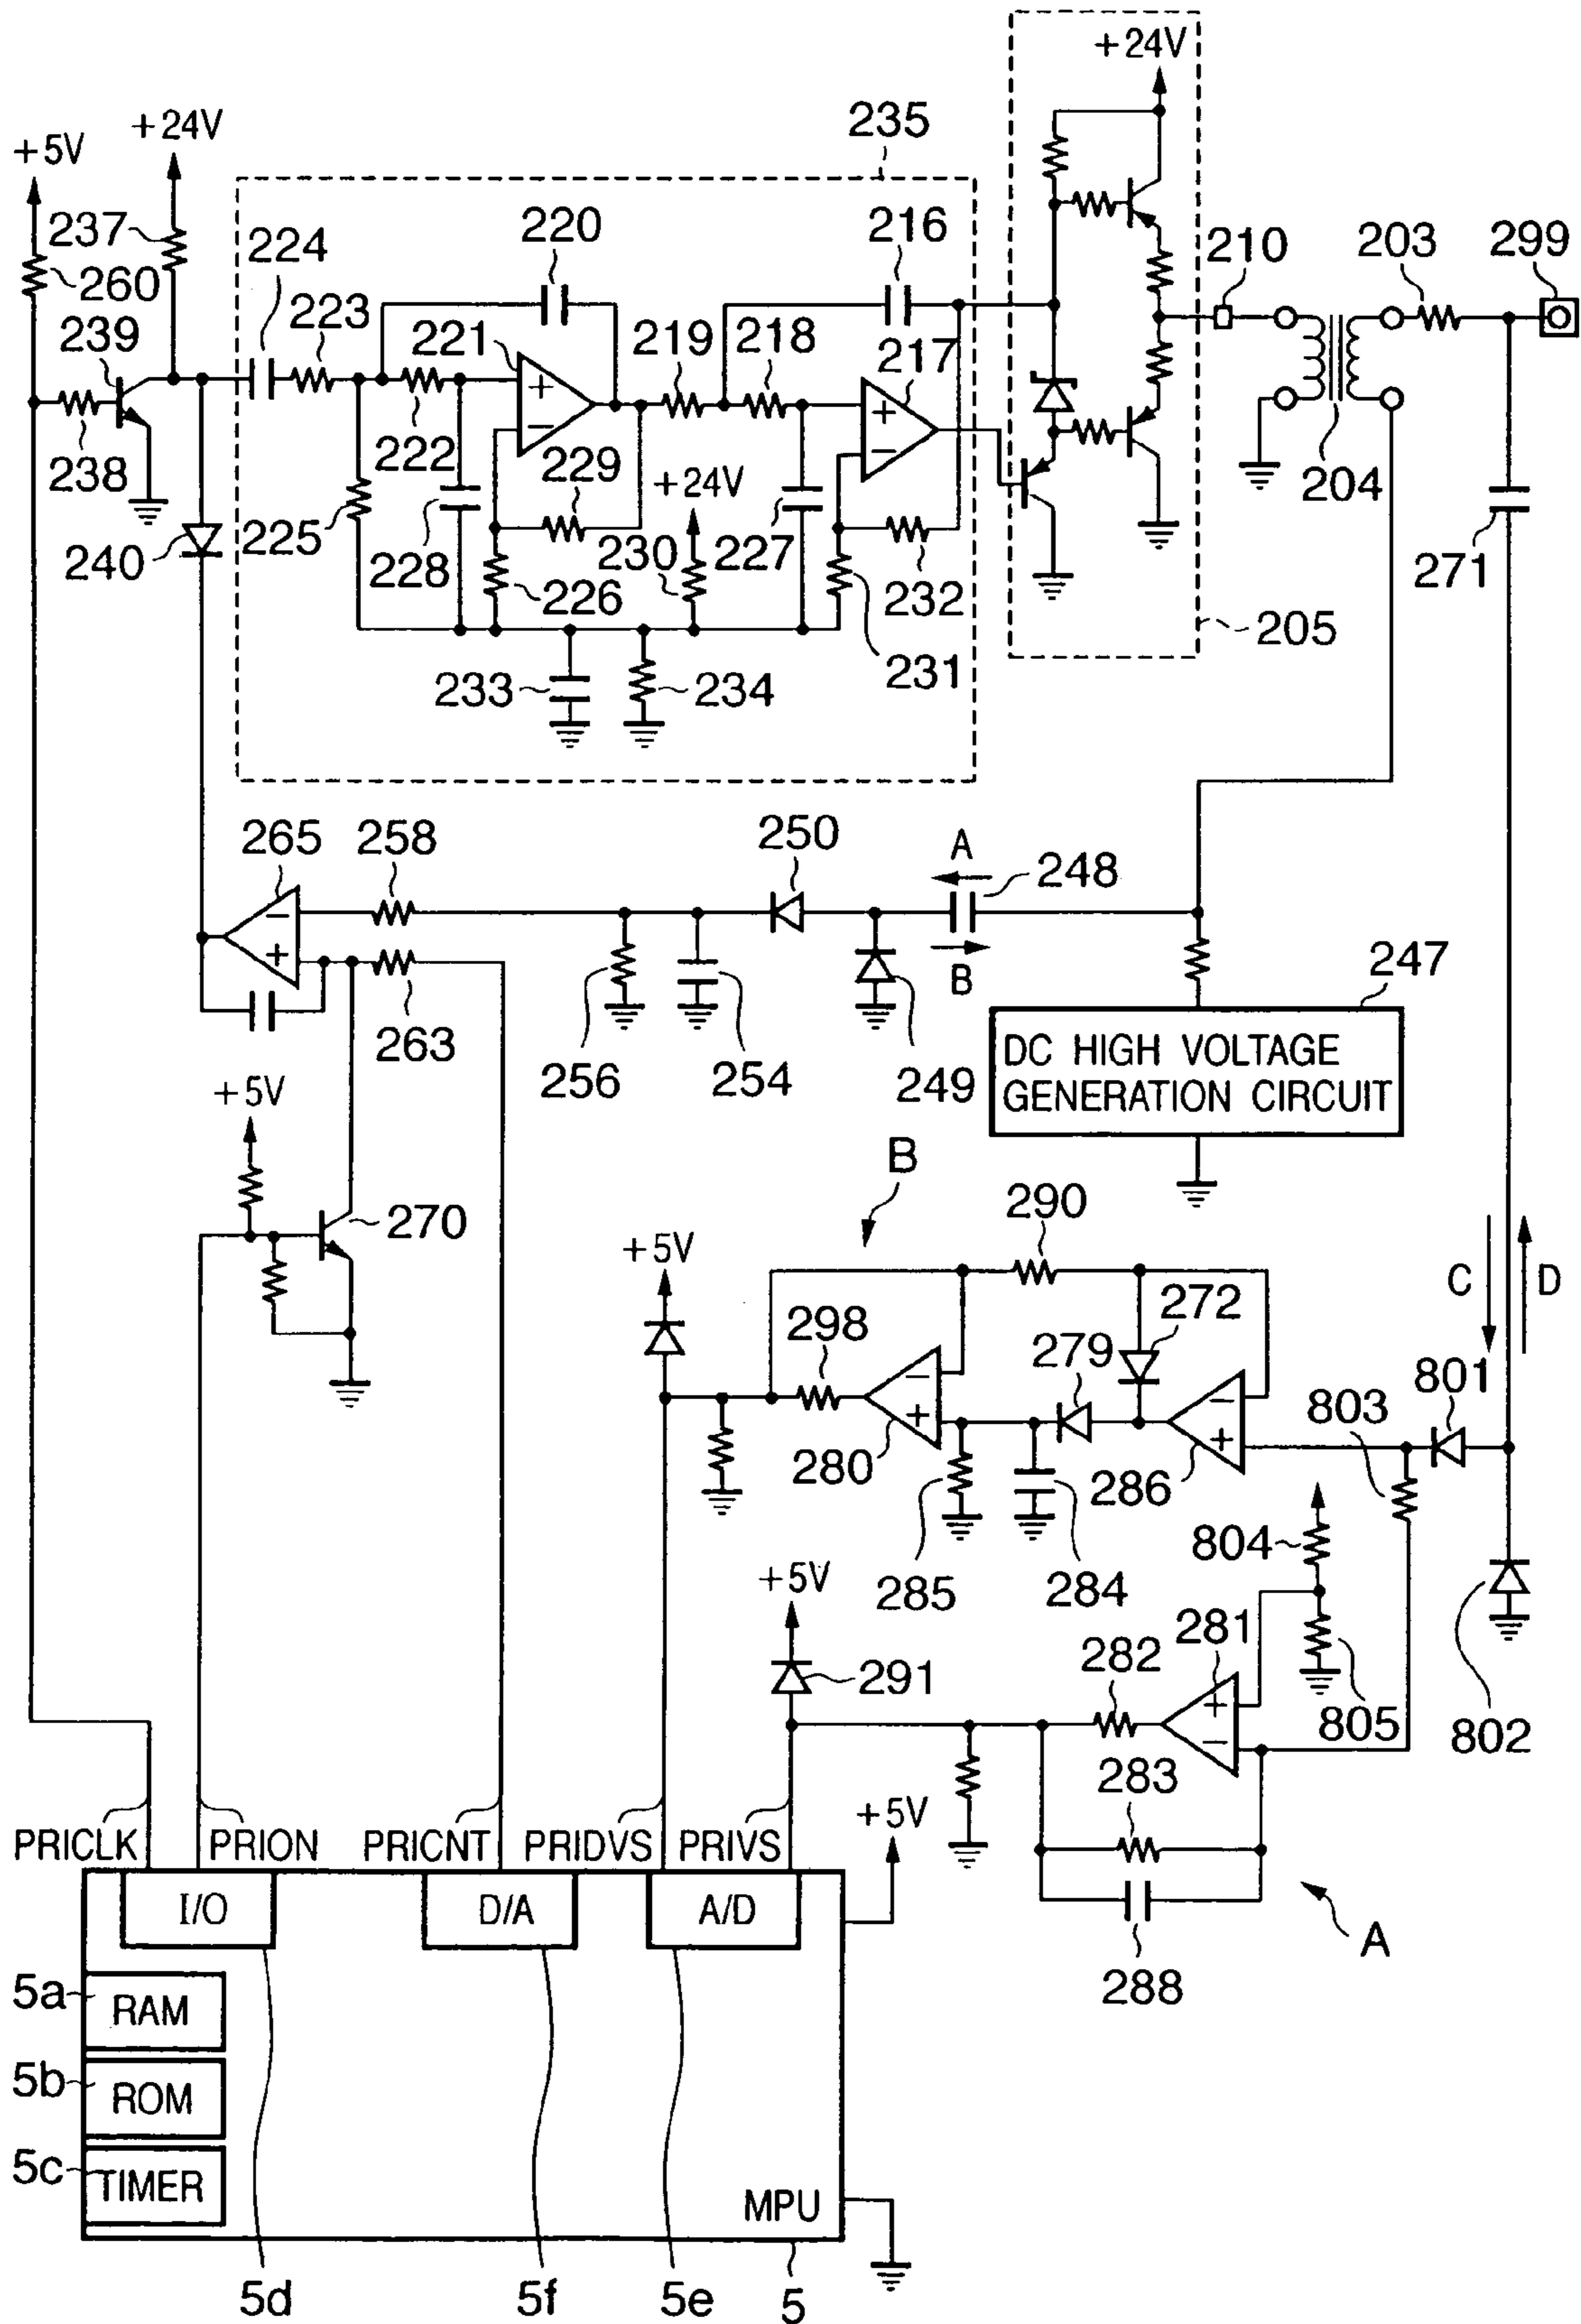 +24V
235
+24V
+5V
237
260
224
220
216
210
203
299
239
223
221
219
218
217
238
222
229
+24V
204
225
240
228
226
230
227
232
271
205
233
234
231
265
258
250
A
248
B
247
263
256
254
249
DC HIGH VOLTAGE
GENERATION CIRCUIT
+5V
B
290
270
+5V
C
D
272
298
279
801
803
280
286
804
285
284
+5V
281
282
291
805
802
283
+5V
PRICLK
PRION
PRICNT
PRIDVS
PRIVS
I/O
D/A
A/D
A
288
5a
RAM
5b
ROM
5c
TIMER
MPU
5d
5f
5e
5